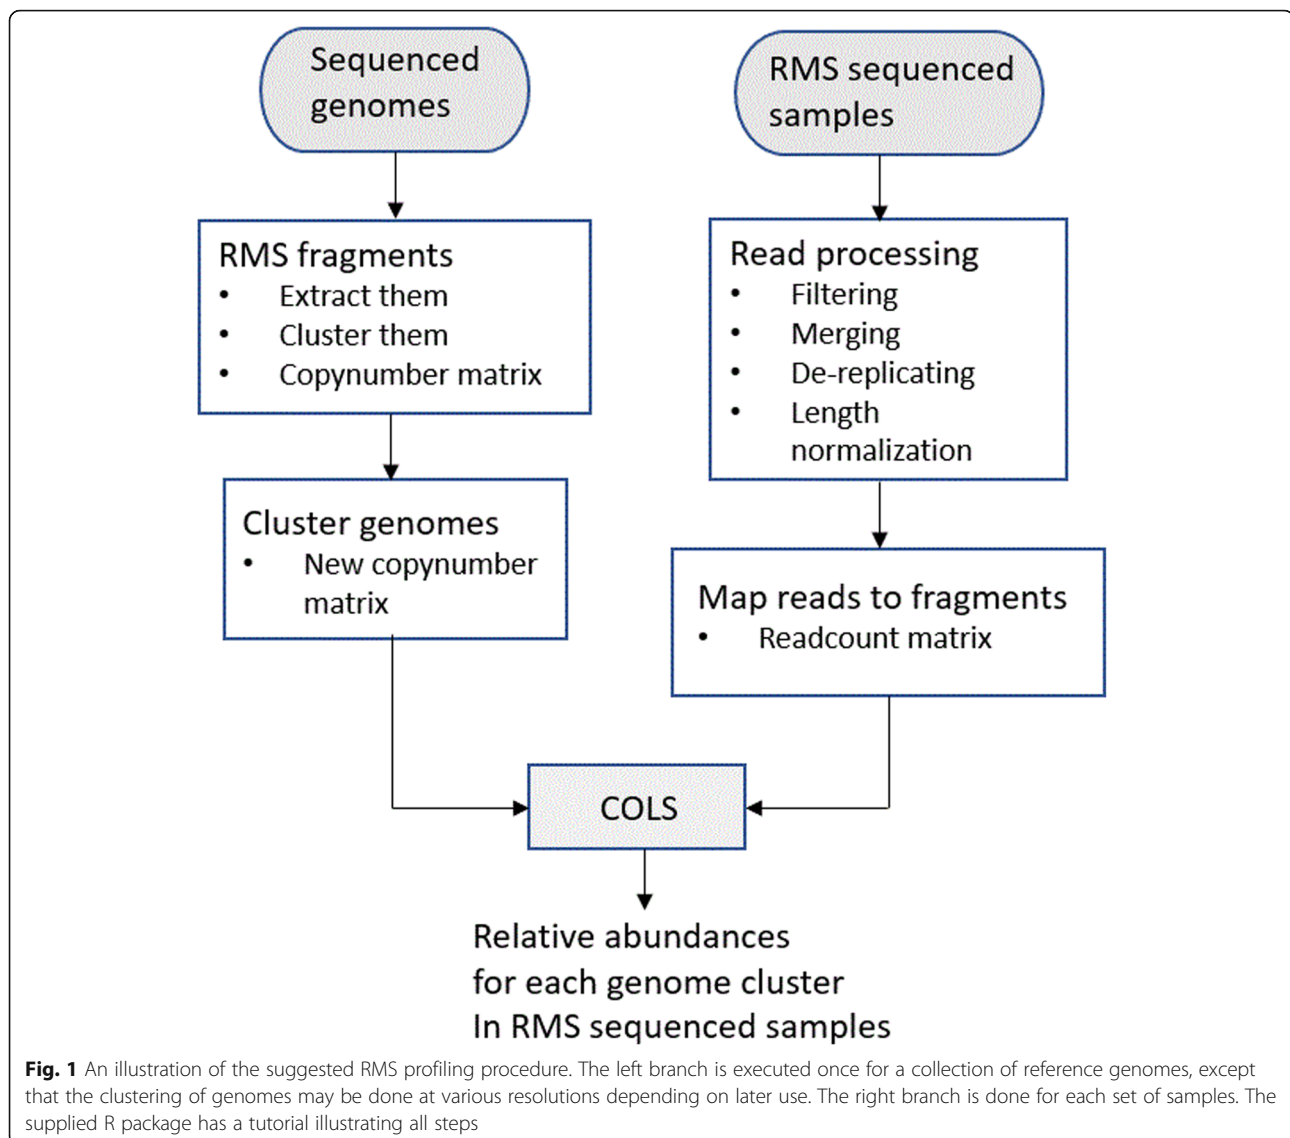 Sequenced
genomes
RMS fragments
• Extract them
• Cluster them
• Copynumber matrix
Cluster genomes
• New copynumber
matrix
RMS sequenced
samples
Read processing
• Filtering
• Merging
• De-replicating
• Length
normalization
Map reads to fragments
• Readcount matrix
COLS
Relative abundances
for each genome cluster
In RMS sequenced samples
Fig. 1 An illustration of the suggested RMS profiling procedure. The left branch is executed once for a collection of reference genomes, except
that the clustering of genomes may be done at various resolutions depending on later use. The right branch is done for each set of samples. The
supplied R package has a tutorial illustrating all steps